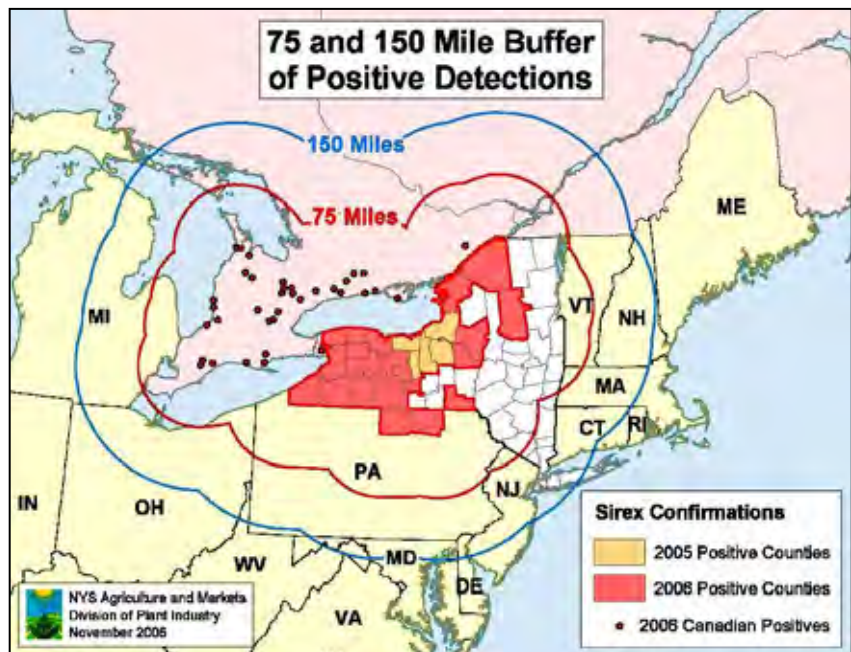 75 and 150 Mile Buffer
of Positive Detections
150 Miles
75 Miles
ME
MI
VT
NH
MA
CT
RI
PA
NJ
IN
OH
MD
WV
DE
VA
Sirex Confirmations
2005 Positive Counties
2006 Positive Counties
2006 Canadian Positives
NYS Agriculture and Markets
Division of Plant Industry
November 2006